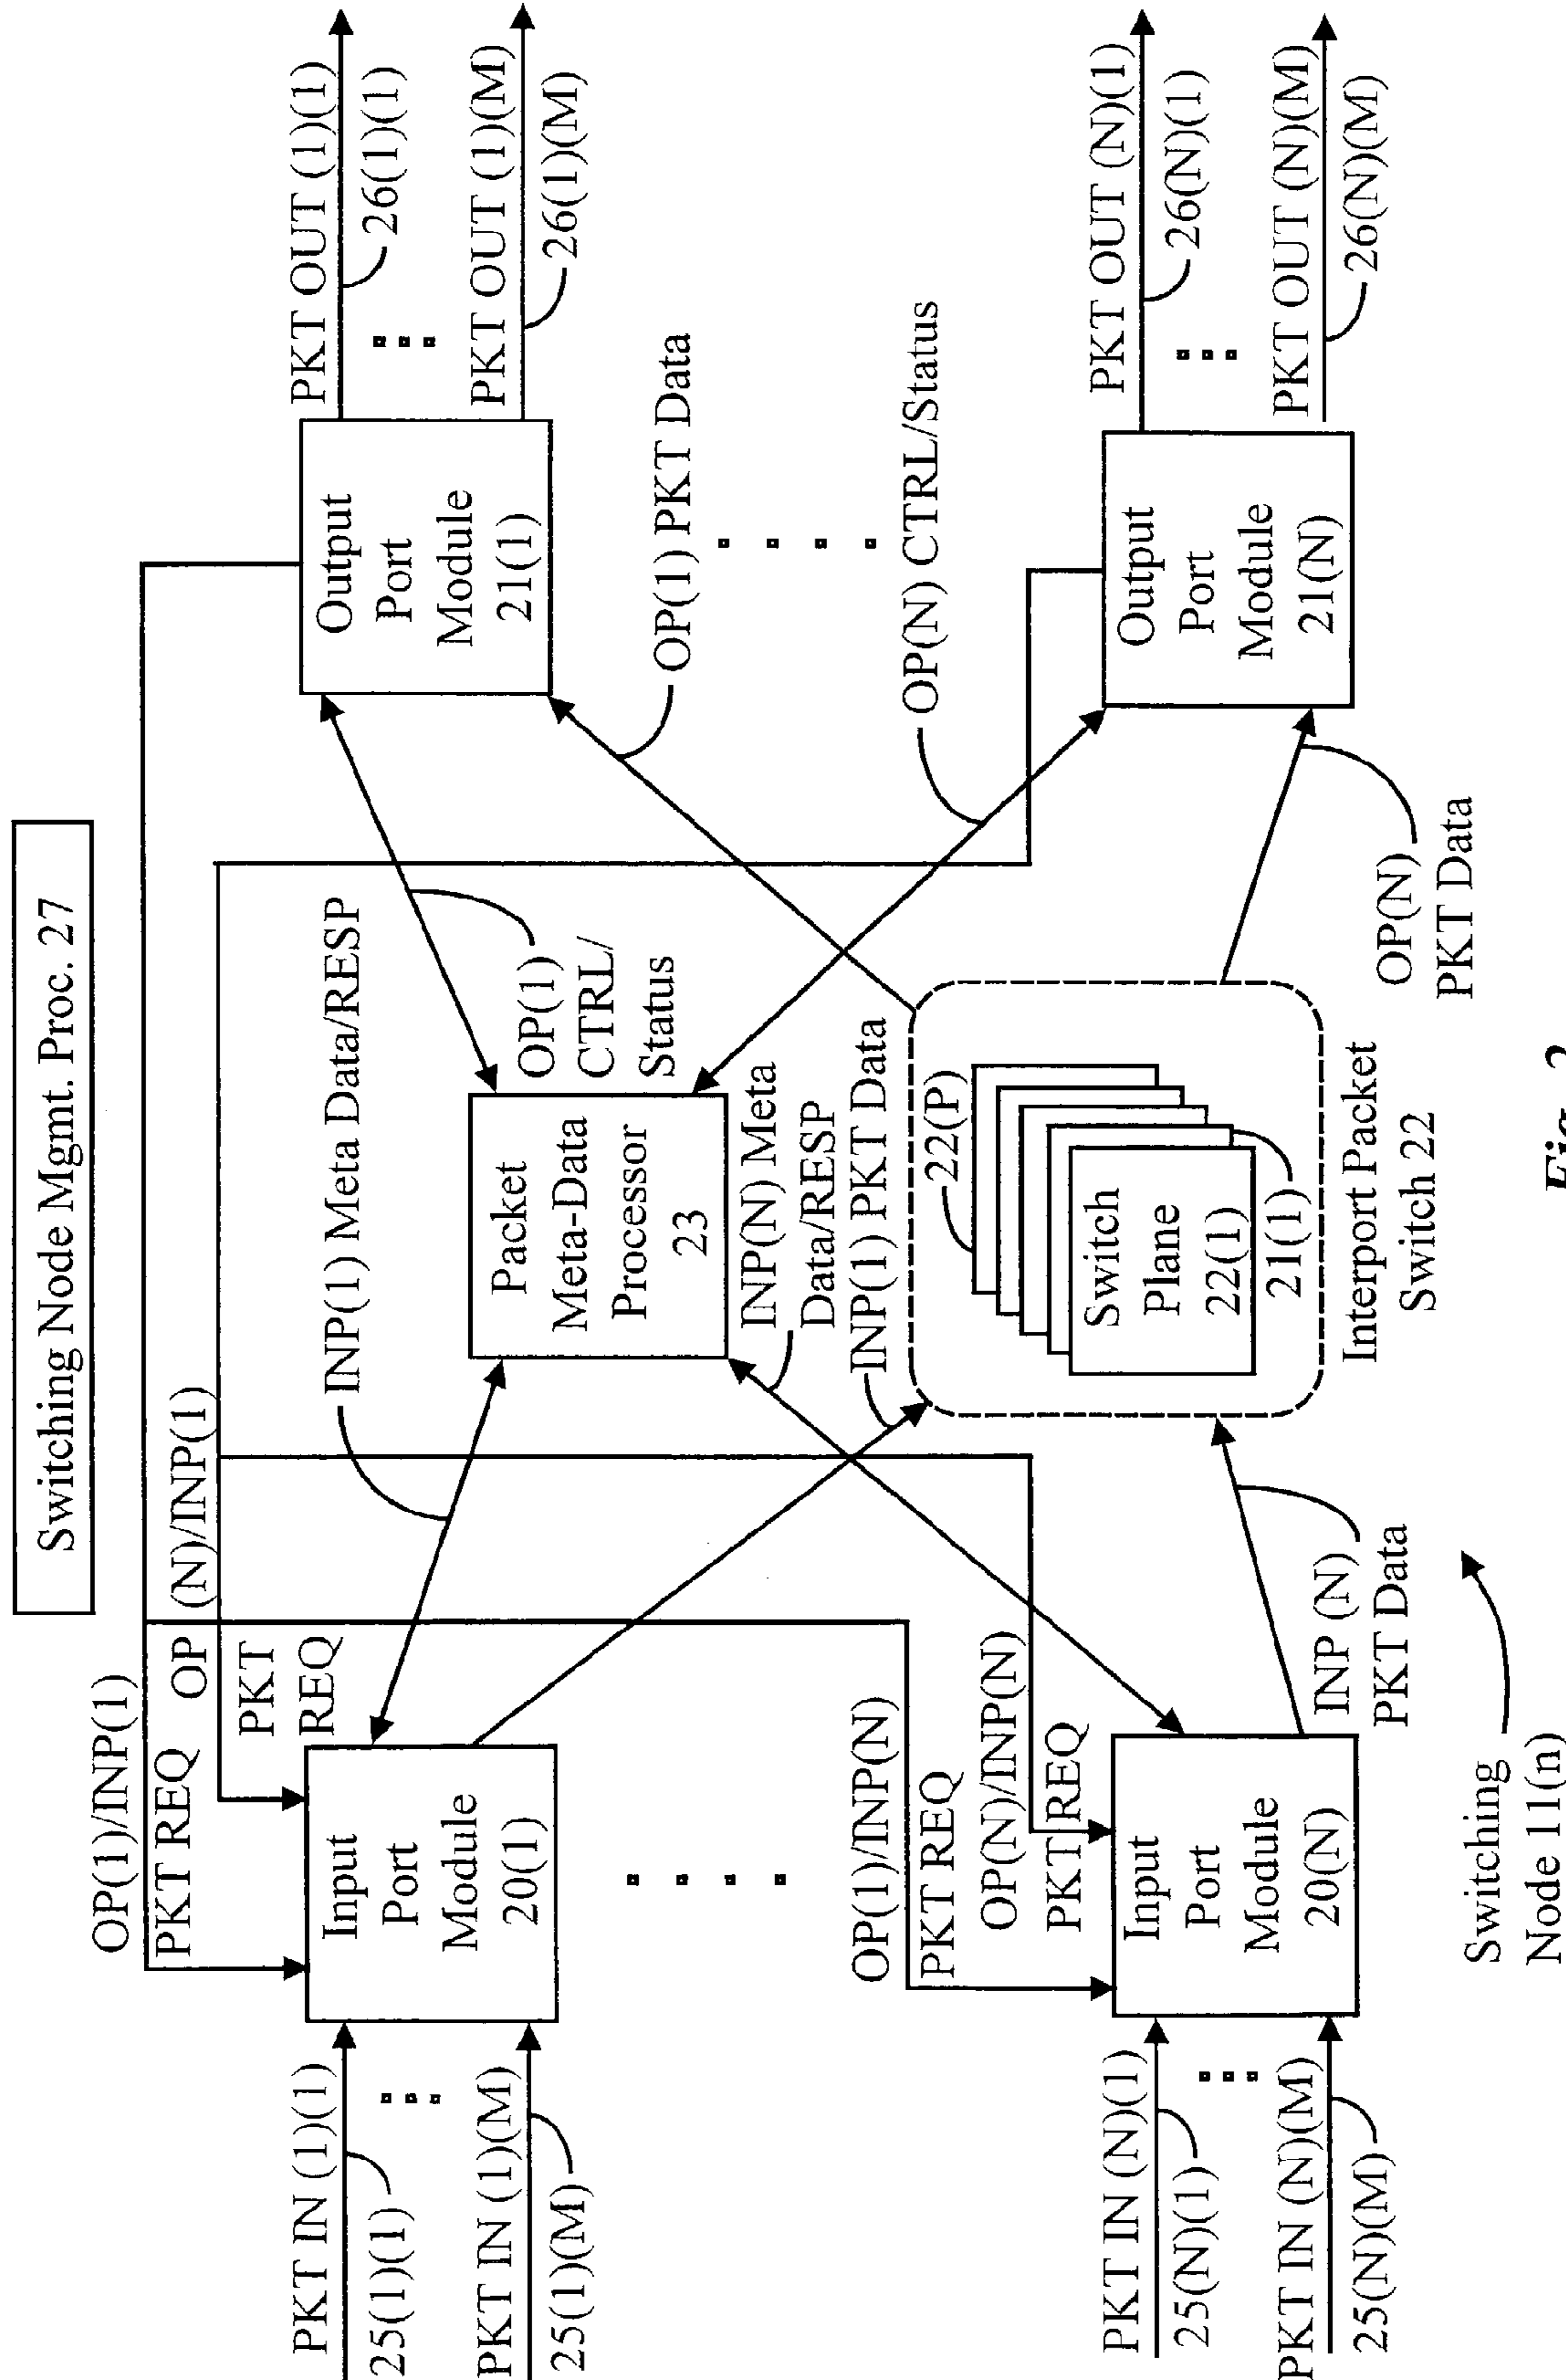 Switching Node Mgmt. Proc. 27
OP(1)/INP(1)
PKT REQ
OP (N)/INP(1)
PKT
REQ
PKT IN (1)(1)
25(1)(1)
PKT IN (1)(M)
25(1)(M)
Input
Port
Module
20(1)
INP(1) Meta Data/RESP
Packet
Meta-Data
Processor
23
OP(1)
CTRL/
Status
Output
Port
Module
21(1)
PKT OUT (1)(1)
26(1)(1)
PKT OUT (1)(M)
26(1)(M)
OP(1) PKT Data
INP(N) Meta
Data/RESP
INP(1) PKT Data
OP(N) CTRL/Status
OP(1)/INP(N)
PKT REQ
OP(N)/INP(N)
PKT REQ
PKT IN (N)(1)
25(N)(1)
PKT IN (N)(M)
25(N)(M)
Input
Port
Module
20(N)
INP (N)
PKT Data
22(P)
Switch
Plane
22(1)
21(1)
Interport Packet
Switch 22
OP(N)
PKT Data
Output
Port
Module
21(N)
PKT OUT (N)(1)
26(N)(1)
PKT OUT (N)(M)
26(N)(M)
Switching
Node 11(n)
Fig. 2